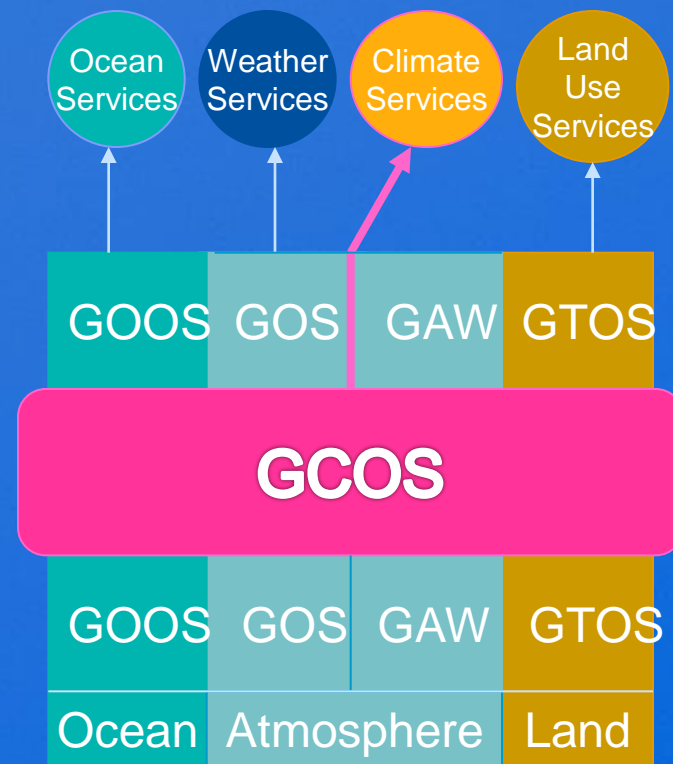 Ocean
Services
Weather
Services
Climate
Services
Land
Use
Services
GOOS GOS GAW GTOS
GCOS
GOOS GOS GAW GTOS
Ocean Atmosphere Land